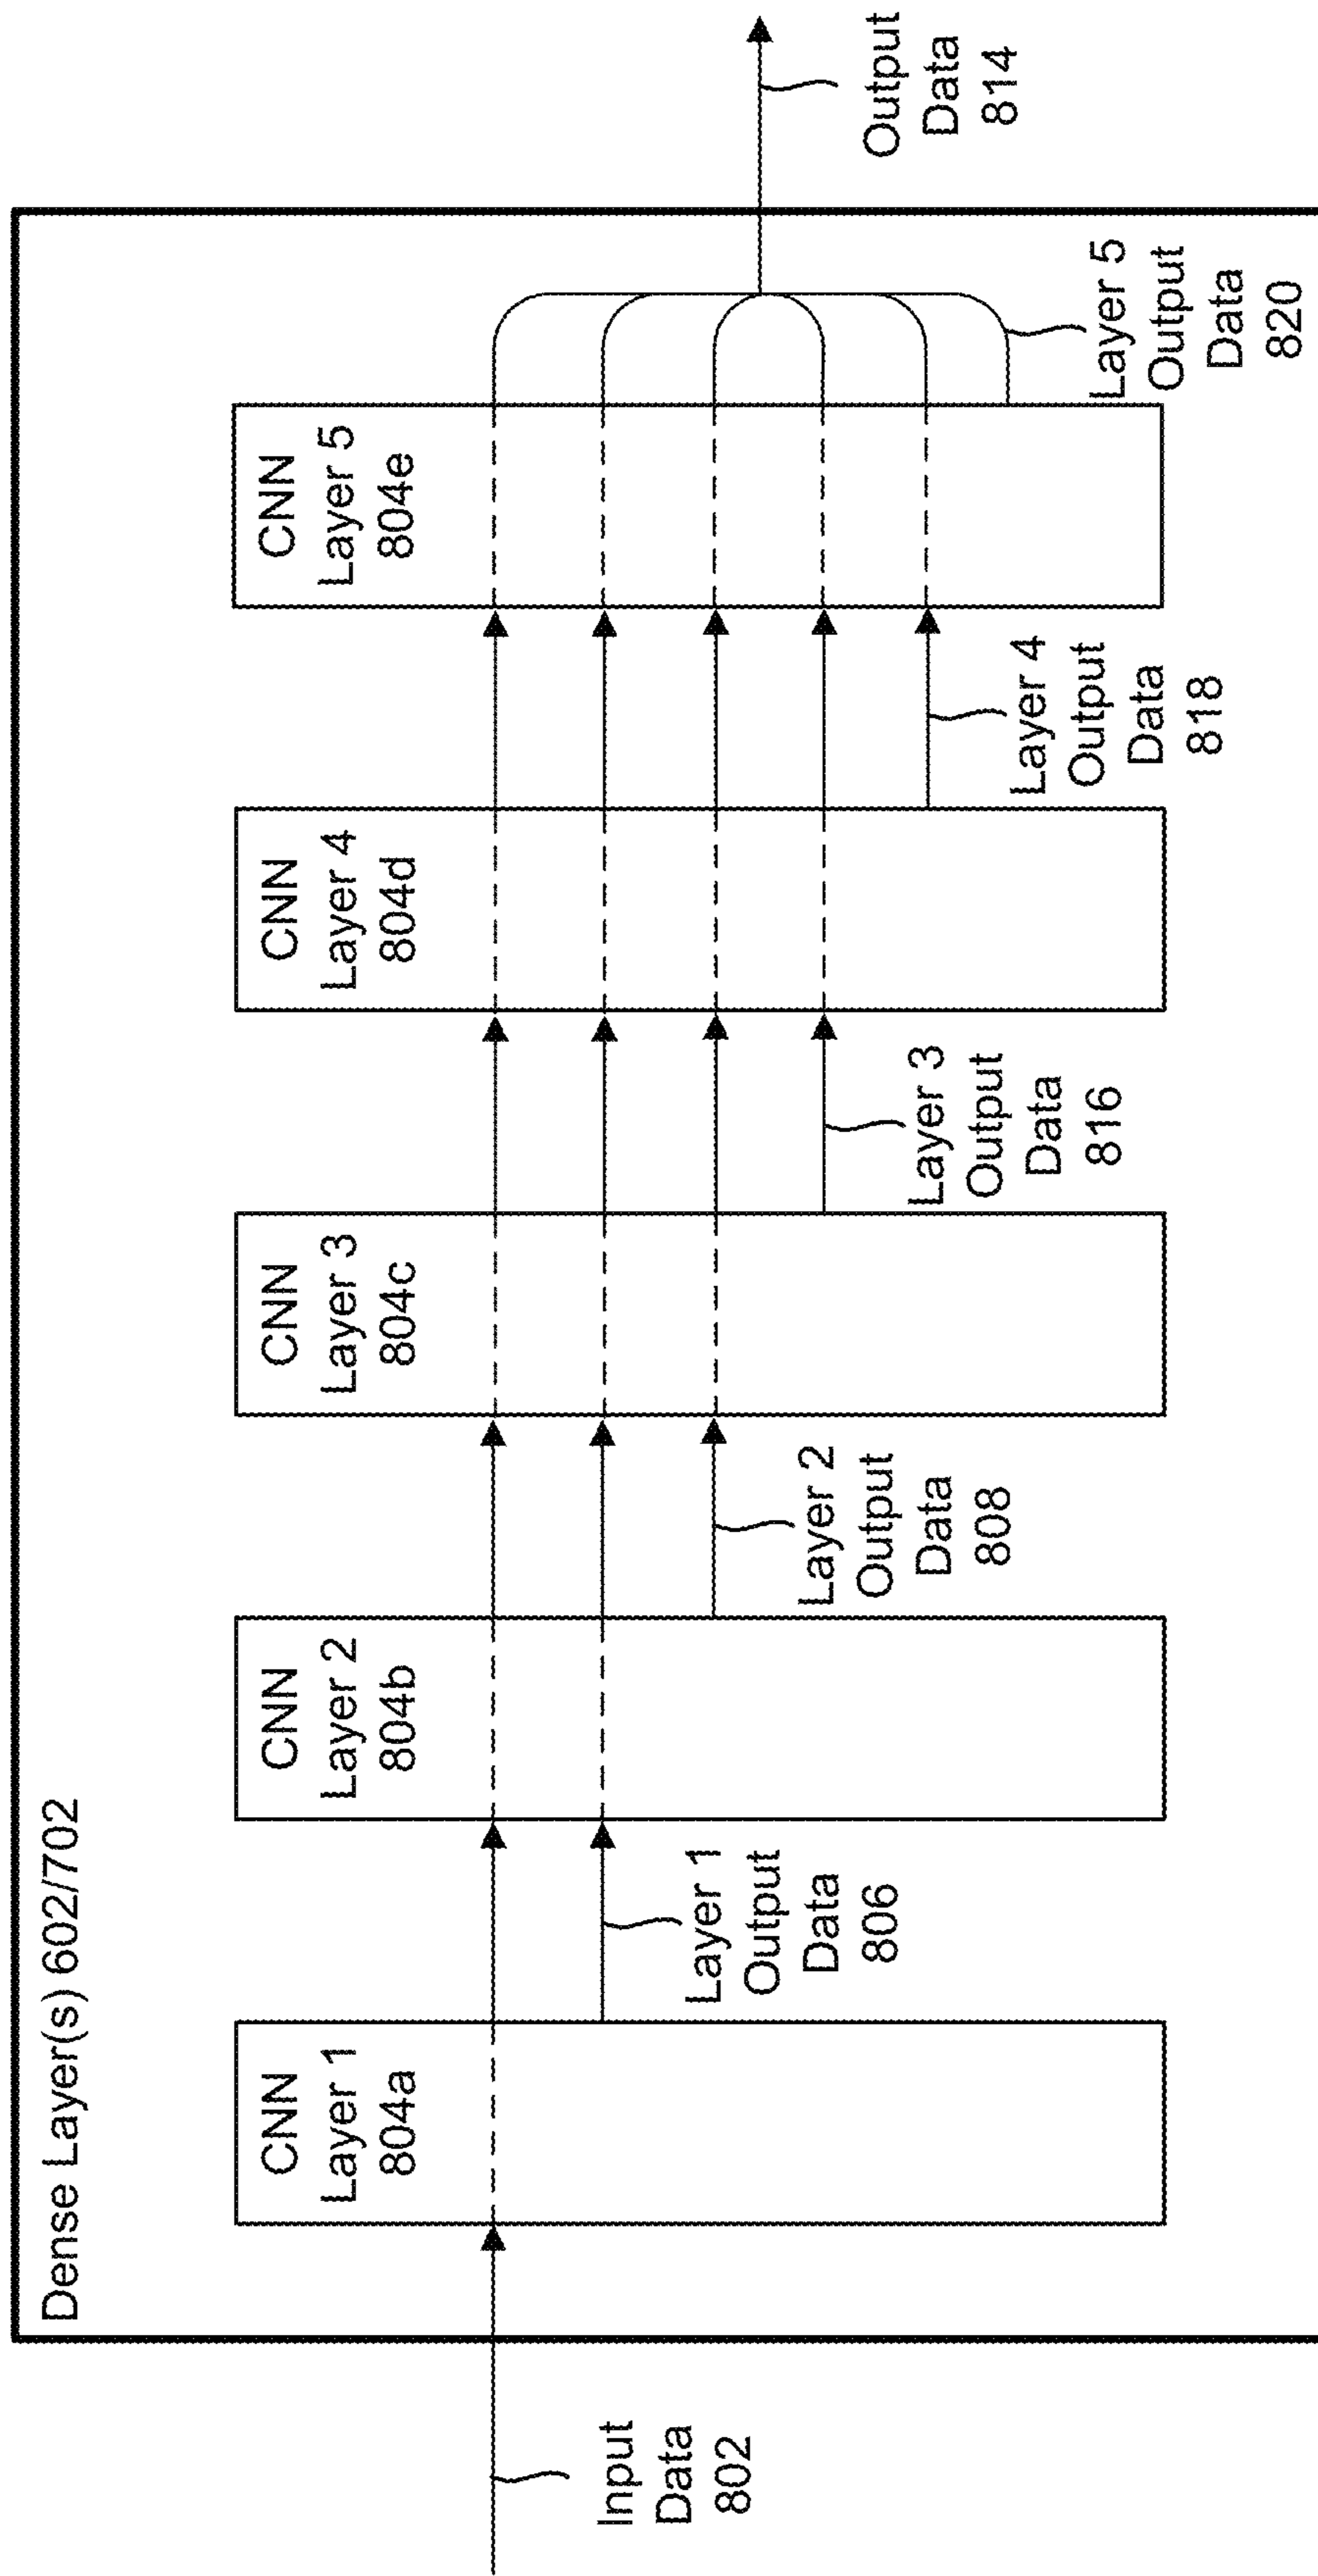 Dense Layer(s) 602/702
Input
Data
802
CNN
Layer 1
804a
Layer 1
Output
Data
806
CNN
Layer 2
804b
Layer 2
Output
Data
808
CNN
Layer 3
804c
Layer 3
Output
Data
816
CNN
Layer 4
804d
Layer 4
Output
Data
818
CNN
Layer 5
804e
Layer 5
Output
Data
820
Output
Data
814